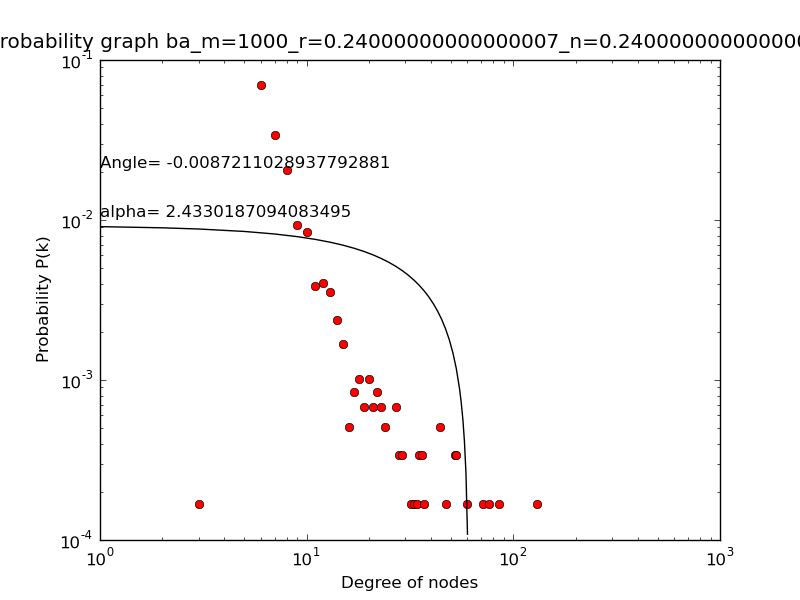 robability graph ba_m=1000_r=0.24000000000000007_n=0.2400000000000000
10^-1
Angle= -0.0087211028937792881
alpha= 2.4330187094083495
10^-2
Probability P(k)
10^-3
10^-4
10^0 10^1 10^2 10^3
Degree of nodes